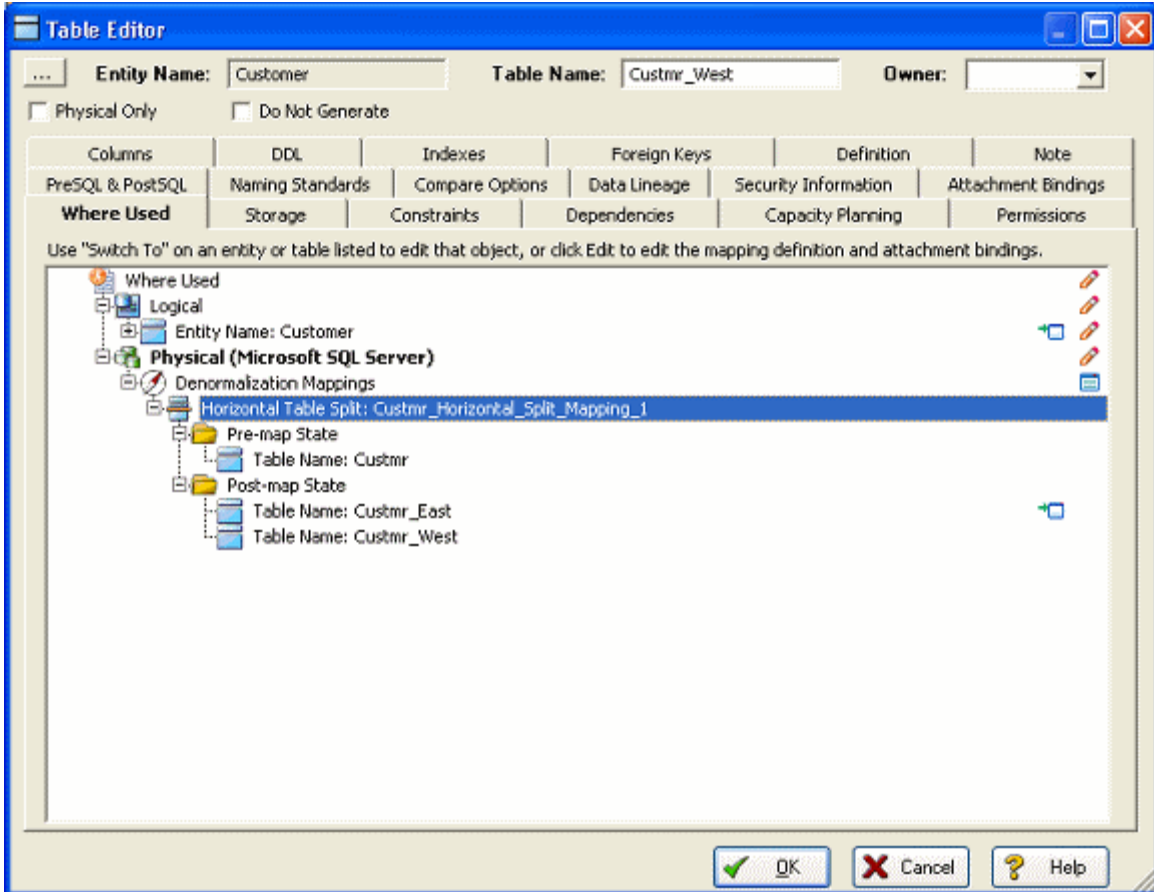 Table Editor
... Entity Name: Customer Table Name: Custmr_West Owner:
Physical Only Do Not Generate
Columns DDL Indexes Foreign Keys Definition Note
PreSQL & PostSQL Naming Standards Compare Options Data Lineage Security Information Attachment Bindings
Where Used Storage Constraints Dependencies Capacity Planning Permissions
Use "Switch To" on an entity or table listed to edit that object, or click Edit to edit the mapping definition and attachment bindings.
Where Used
Logical
Entity Name: Customer
Physical (Microsoft SQL Server)
Denormalization Mappings
Horizontal Table Split: Custmr_Horizontal_Split_Mapping_1
Pre-map State
Table Name: Custmr
Post-map State
Table Name: Custmr_East
Table Name: Custmr_West
OK Cancel Help